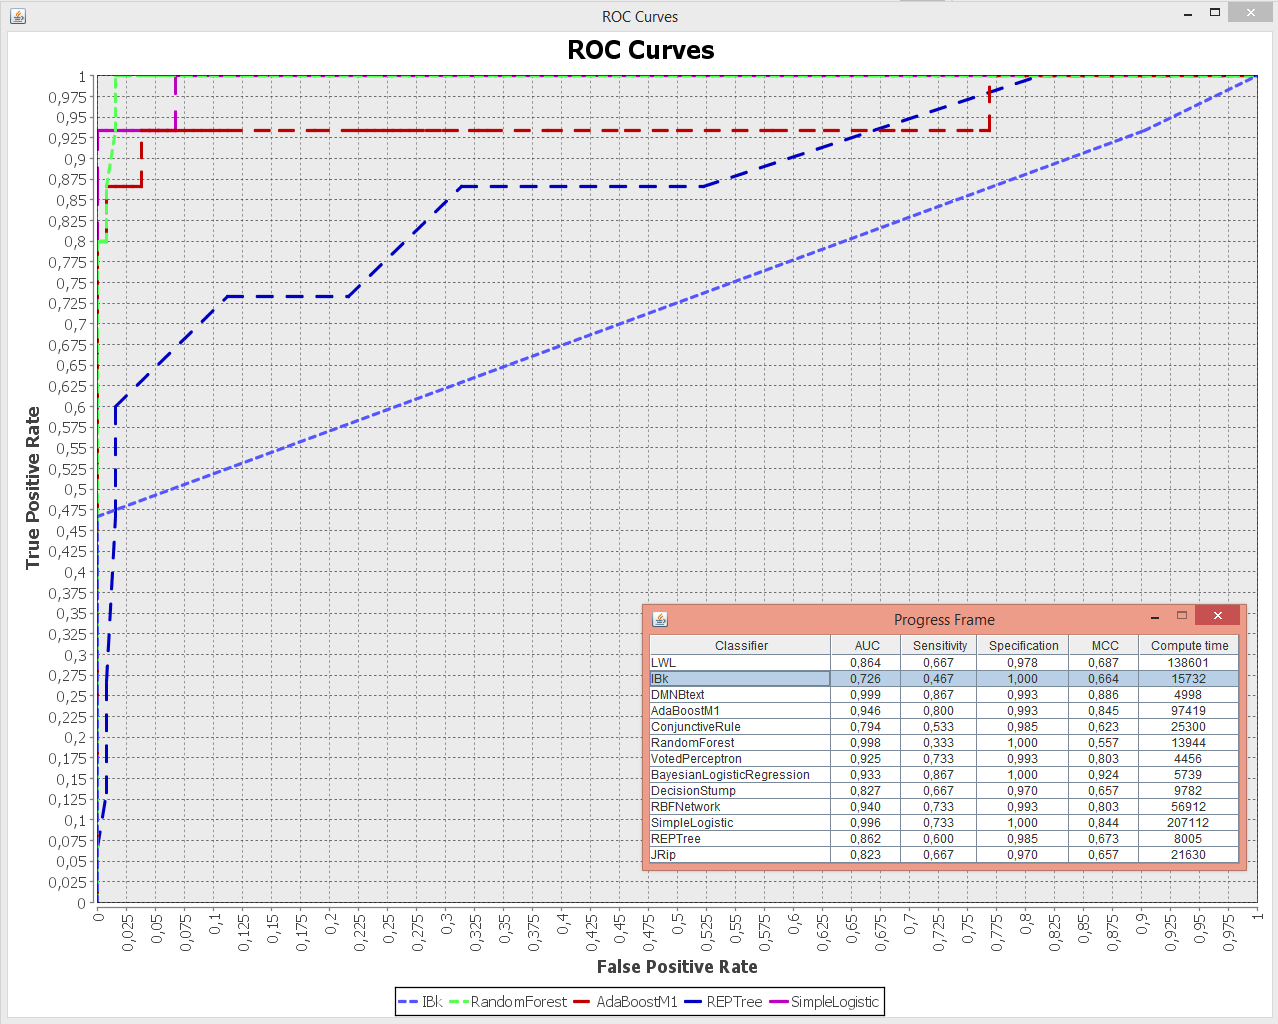 ROC Curves
ROC Curves
True Positive Rate
1
0,975
0,95
0,925
0,9
0,875
0,85
0,825
0,8
0,775
0,75
0,725
0,7
0,675
0,65
0,625
0,6
0,575
0,55
0,525
0,5
0,475
0,45
0,425
0,4
0,375
0,35
0,325
0,3
0,275
0,25
0,225
0,2
0,175
0,15
0,125
0,1
0,075
0,05
0,025
0
Progress Frame
Classifier AUC Sensitivity Specification MCC Compute time
LWL 0,864 0,667 0,978 0,687 138601
IBk 0,726 0,467 1,000 0,664 15732
DMNBtext 0,999 0,867 0,993 0,886 4998
AdaBoostM1 0,946 0,800 0,993 0,845 97419
ConjunctiveRule 0,794 0,533 0,985 0,623 25300
RandomForest 0,998 0,333 1,000 0,557 13944
VotedPerceptron 0,925 0,733 0,993 0,803 4456
BayesianLogisticRegression 0,933 0,867 1,000 0,924 5739
DecisionStump 0,827 0,667 0,970 0,657 9782
RBFNetwork 0,940 0,733 0,993 0,803 56912
SimpleLogistic 0,996 0,733 1,000 0,844 207112
REPTree 0,862 0,600 0,985 0,673 8005
JRip 0,823 0,667 0,970 0,657 21630
0 0,025 0,05 0,075 0,1 0,125 0,15 0,175 0,2 0,225 0,25 0,275 0,3 0,325 0,35 0,375 0,4 0,425 0,45 0,475 0,5 0,525 0,55 0,575 0,6 0,625 0,65 0,675 0,7 0,725 0,75 0,775 0,8 0,825 0,85 0,875 0,9 0,925 0,95 0,975 1
False Positive Rate
IBk RandomForest AdaBoostM1 REPTree SimpleLogistic